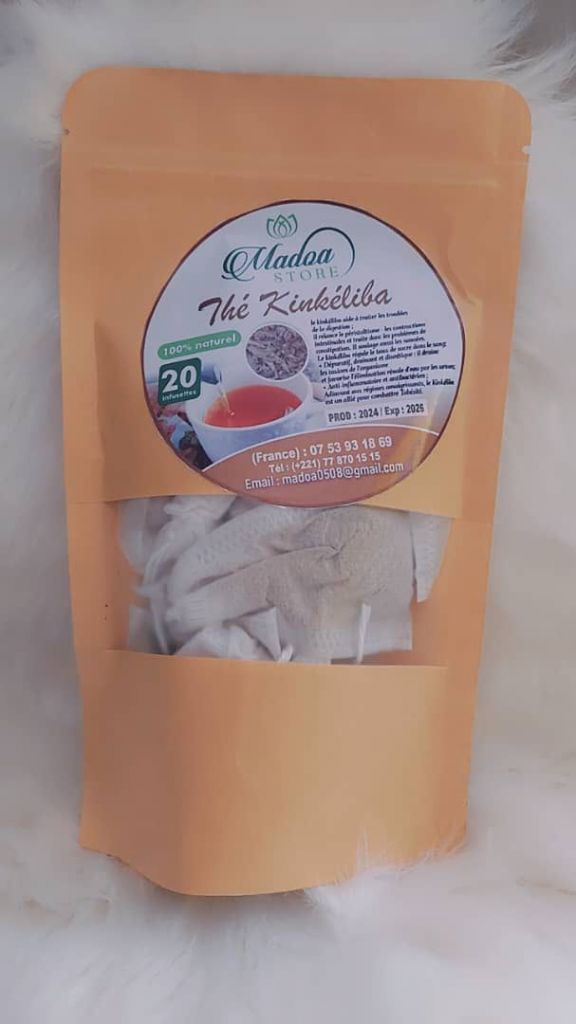 Madoa
STORE
Thé Kinkéliba
100% naturel
20
infusettes
le kinkéliba aide à traiter les troubles
de la digestion ;
il relance le péristaltisme - les contractions
intestinales et traite donc les problèmes de
constipation. Il soulage aussi les nausées.
Le kinkéliba régule le taux de sucre dans le sang.
• Dépuratif, drainant et diurétique : il draine
les toxines de l'organisme
et favorise l'élimination rénale d'eau par les urines
• Anti inflammatoire et antibactérien ;
Adjuvant aux régimes amaigrissants, le Kinkéliba
est un allié pour combattre l'obésité.
PROD : 2024 / Exp : 2026
(France) : 07 53 93 18 69
Tél : (+221) 77 870 15 15
Email : madoa0508@gmail.com